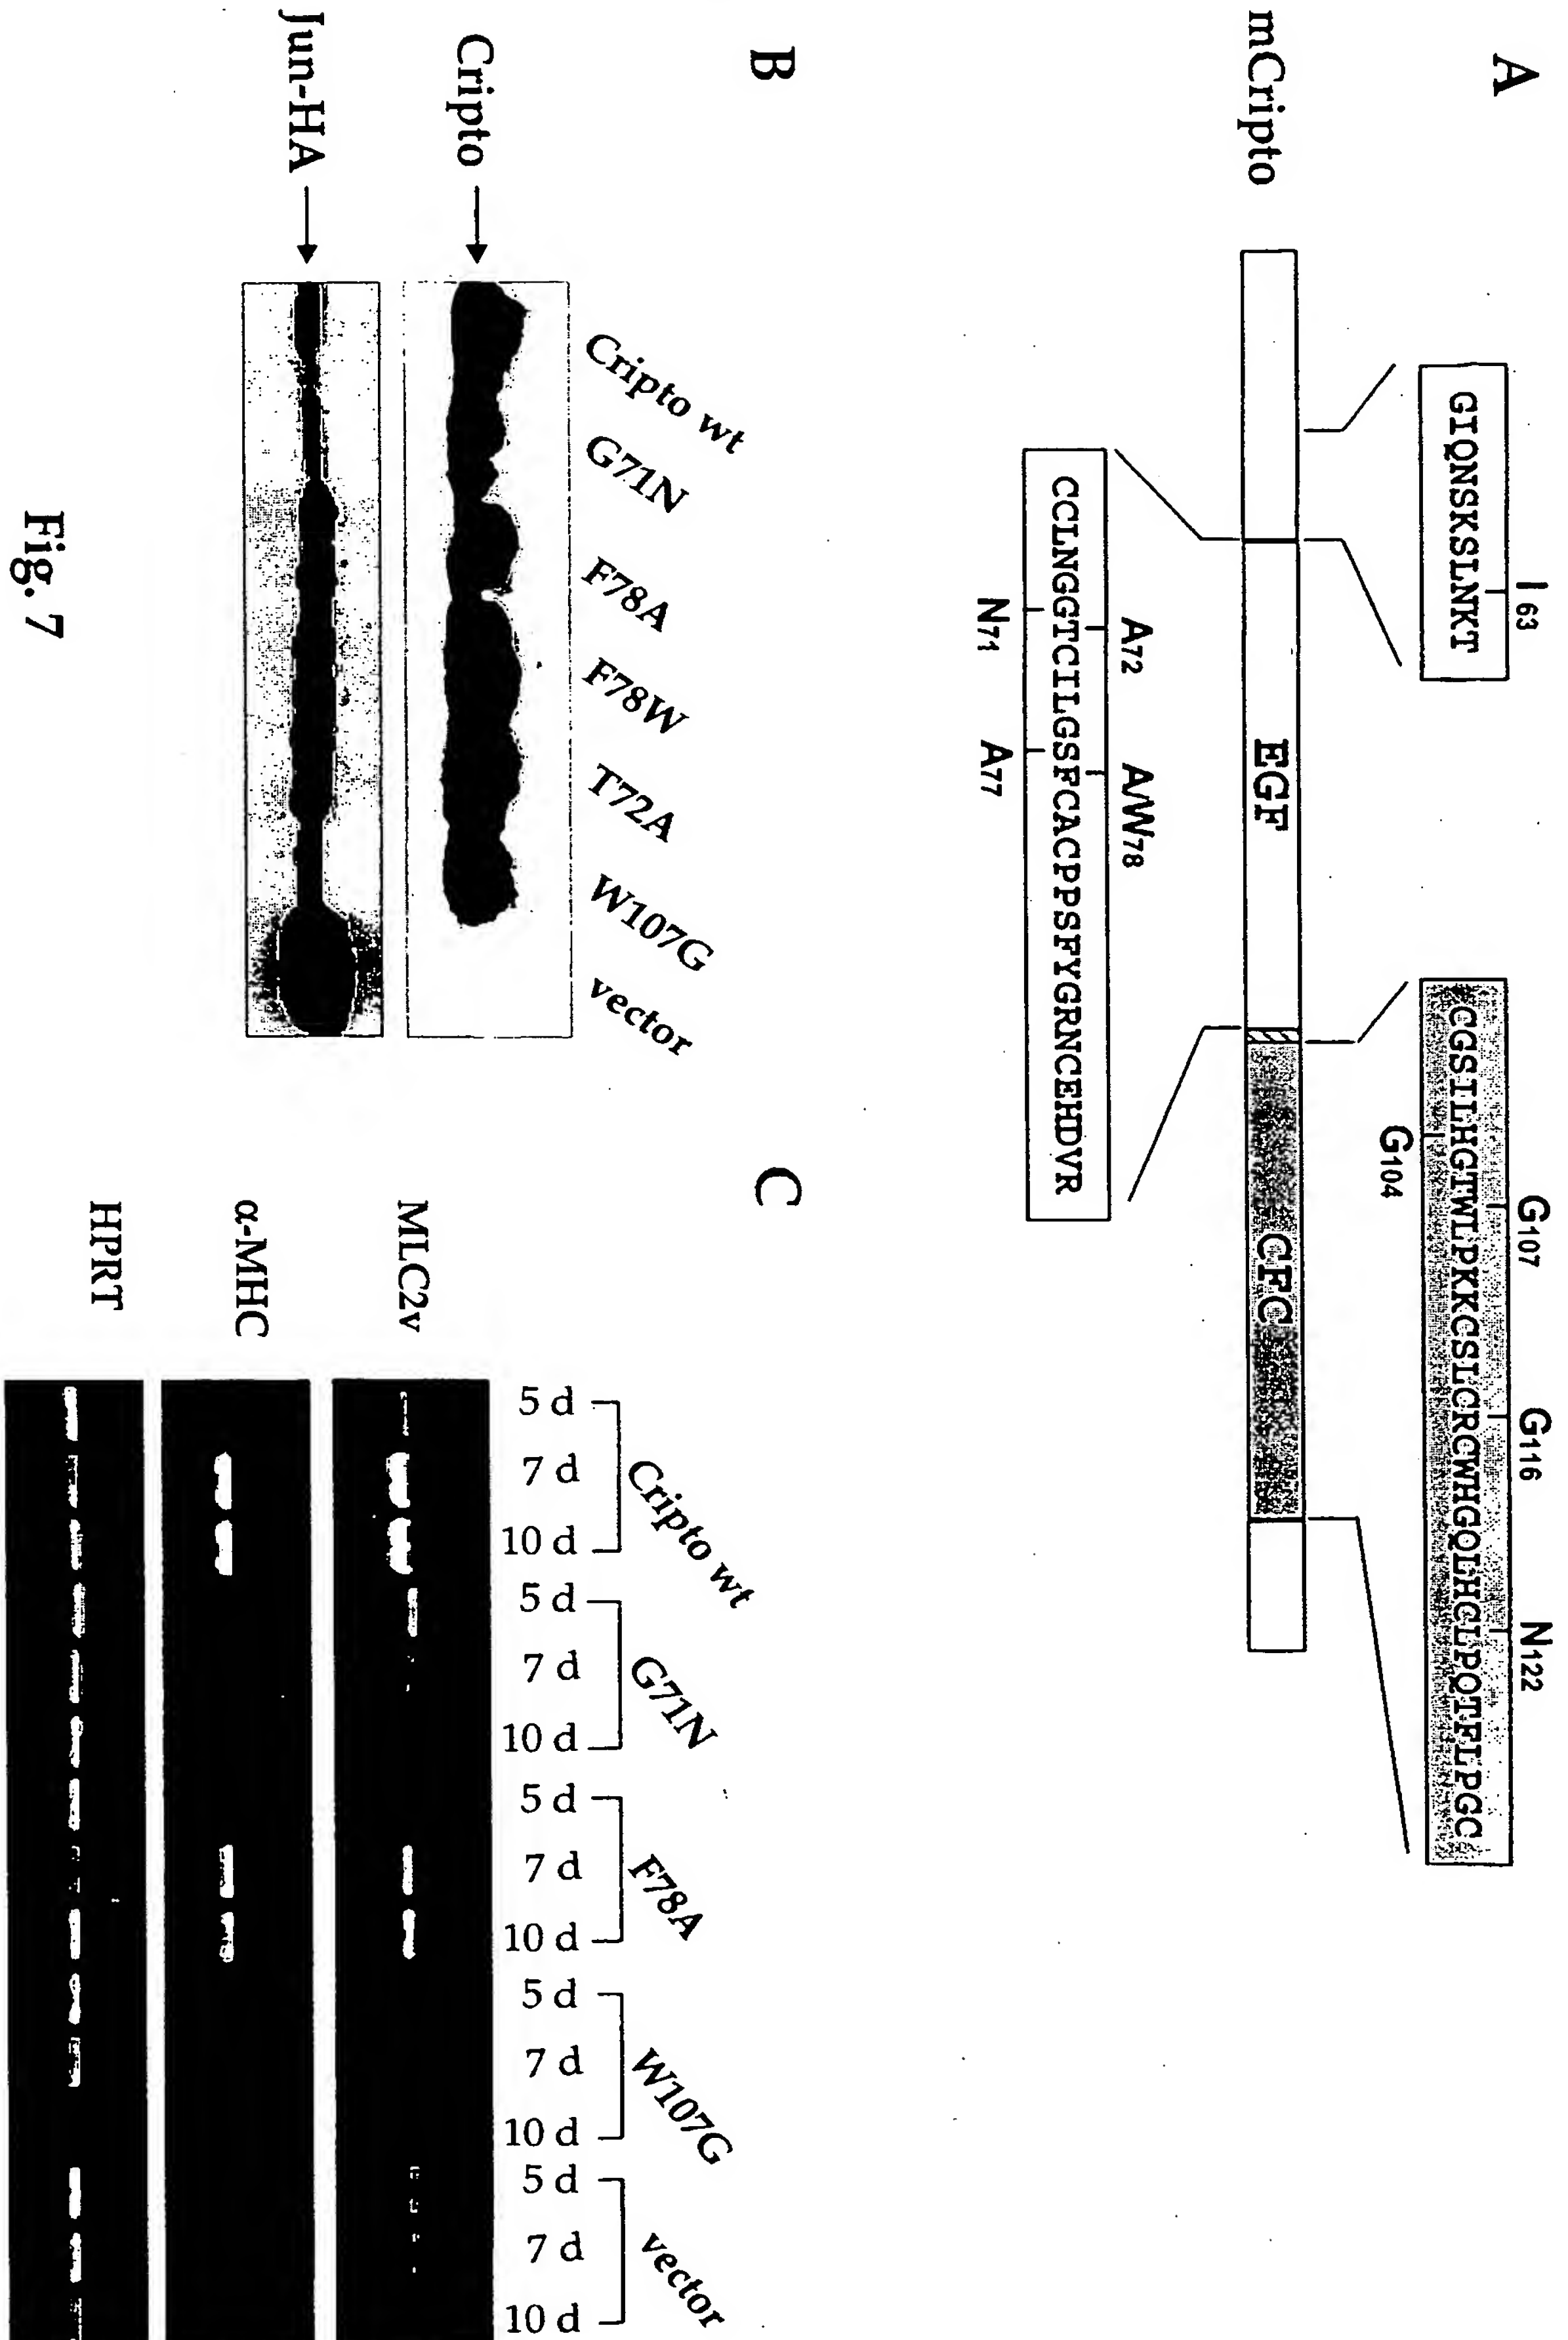 A
I63
G107 G116 N122
GIQNSKSLNKT
CGSILHGTWLPKKCSLCRCWHGQLHCLPQTFLPGC
G104
mCripto
EGF
CFC
A72 A/W78
CCLNGGTCILGSFCACPPSFYGRNCEHDVR
N71 A77
B
Cripto wt
G71N
F78A
F78W
T72A
W107G
vector
Cripto
Jun-HA
C
Cripto wt
G71N
F78A
W107G
vector
5 d 7 d 10 d 5 d 7 d 10 d 5 d 7 d 10 d 5 d 7 d 10 d 5 d 7 d 10 d
MLC2v
α-MHC
HPRT
Fig. 7